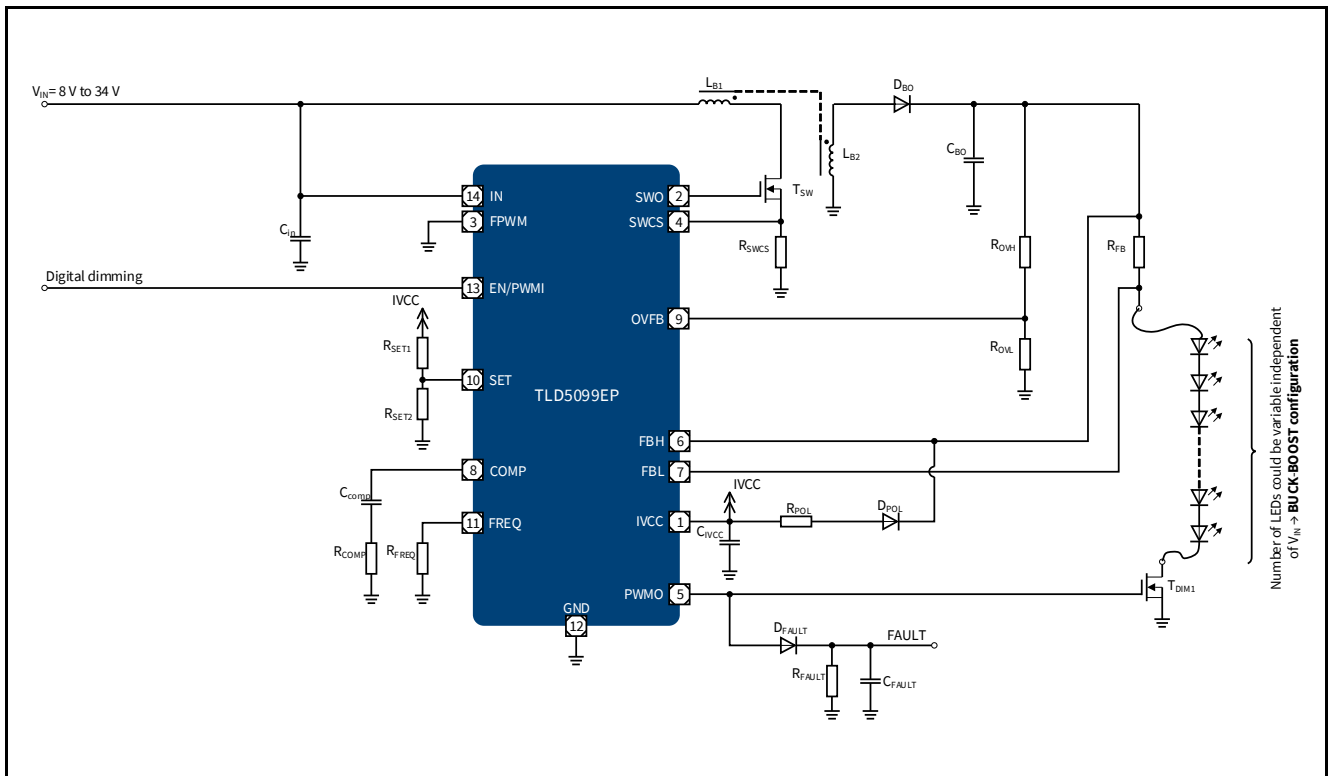 V_IN = 8 V to 34 V
L_B1
D_BO
L_B2
C_BO
14 IN
SWO 2
T_SW
3 FPWM
SWCS 4
C_in
R_SWCS
R_OVH
R_FB
Digital dimming
13 EN/PWMI
IVCC
OVFB 9
R_SET1
R_OVL
10 SET
TLD5099EP
R_SET2
FBH 6
8 COMP
FBL 7
C_comp
IVCC
R_POL
D_POL
11 FREQ
IVCC 1
C_IVCC
R_COMP
R_FREQ
PWMO 5
T_DIM1
GND
12
D_FAULT
FAULT
R_FAULT
C_FAULT
Number of LEDs could be variable independent
of V_IN → BUCK-BOOST configuration